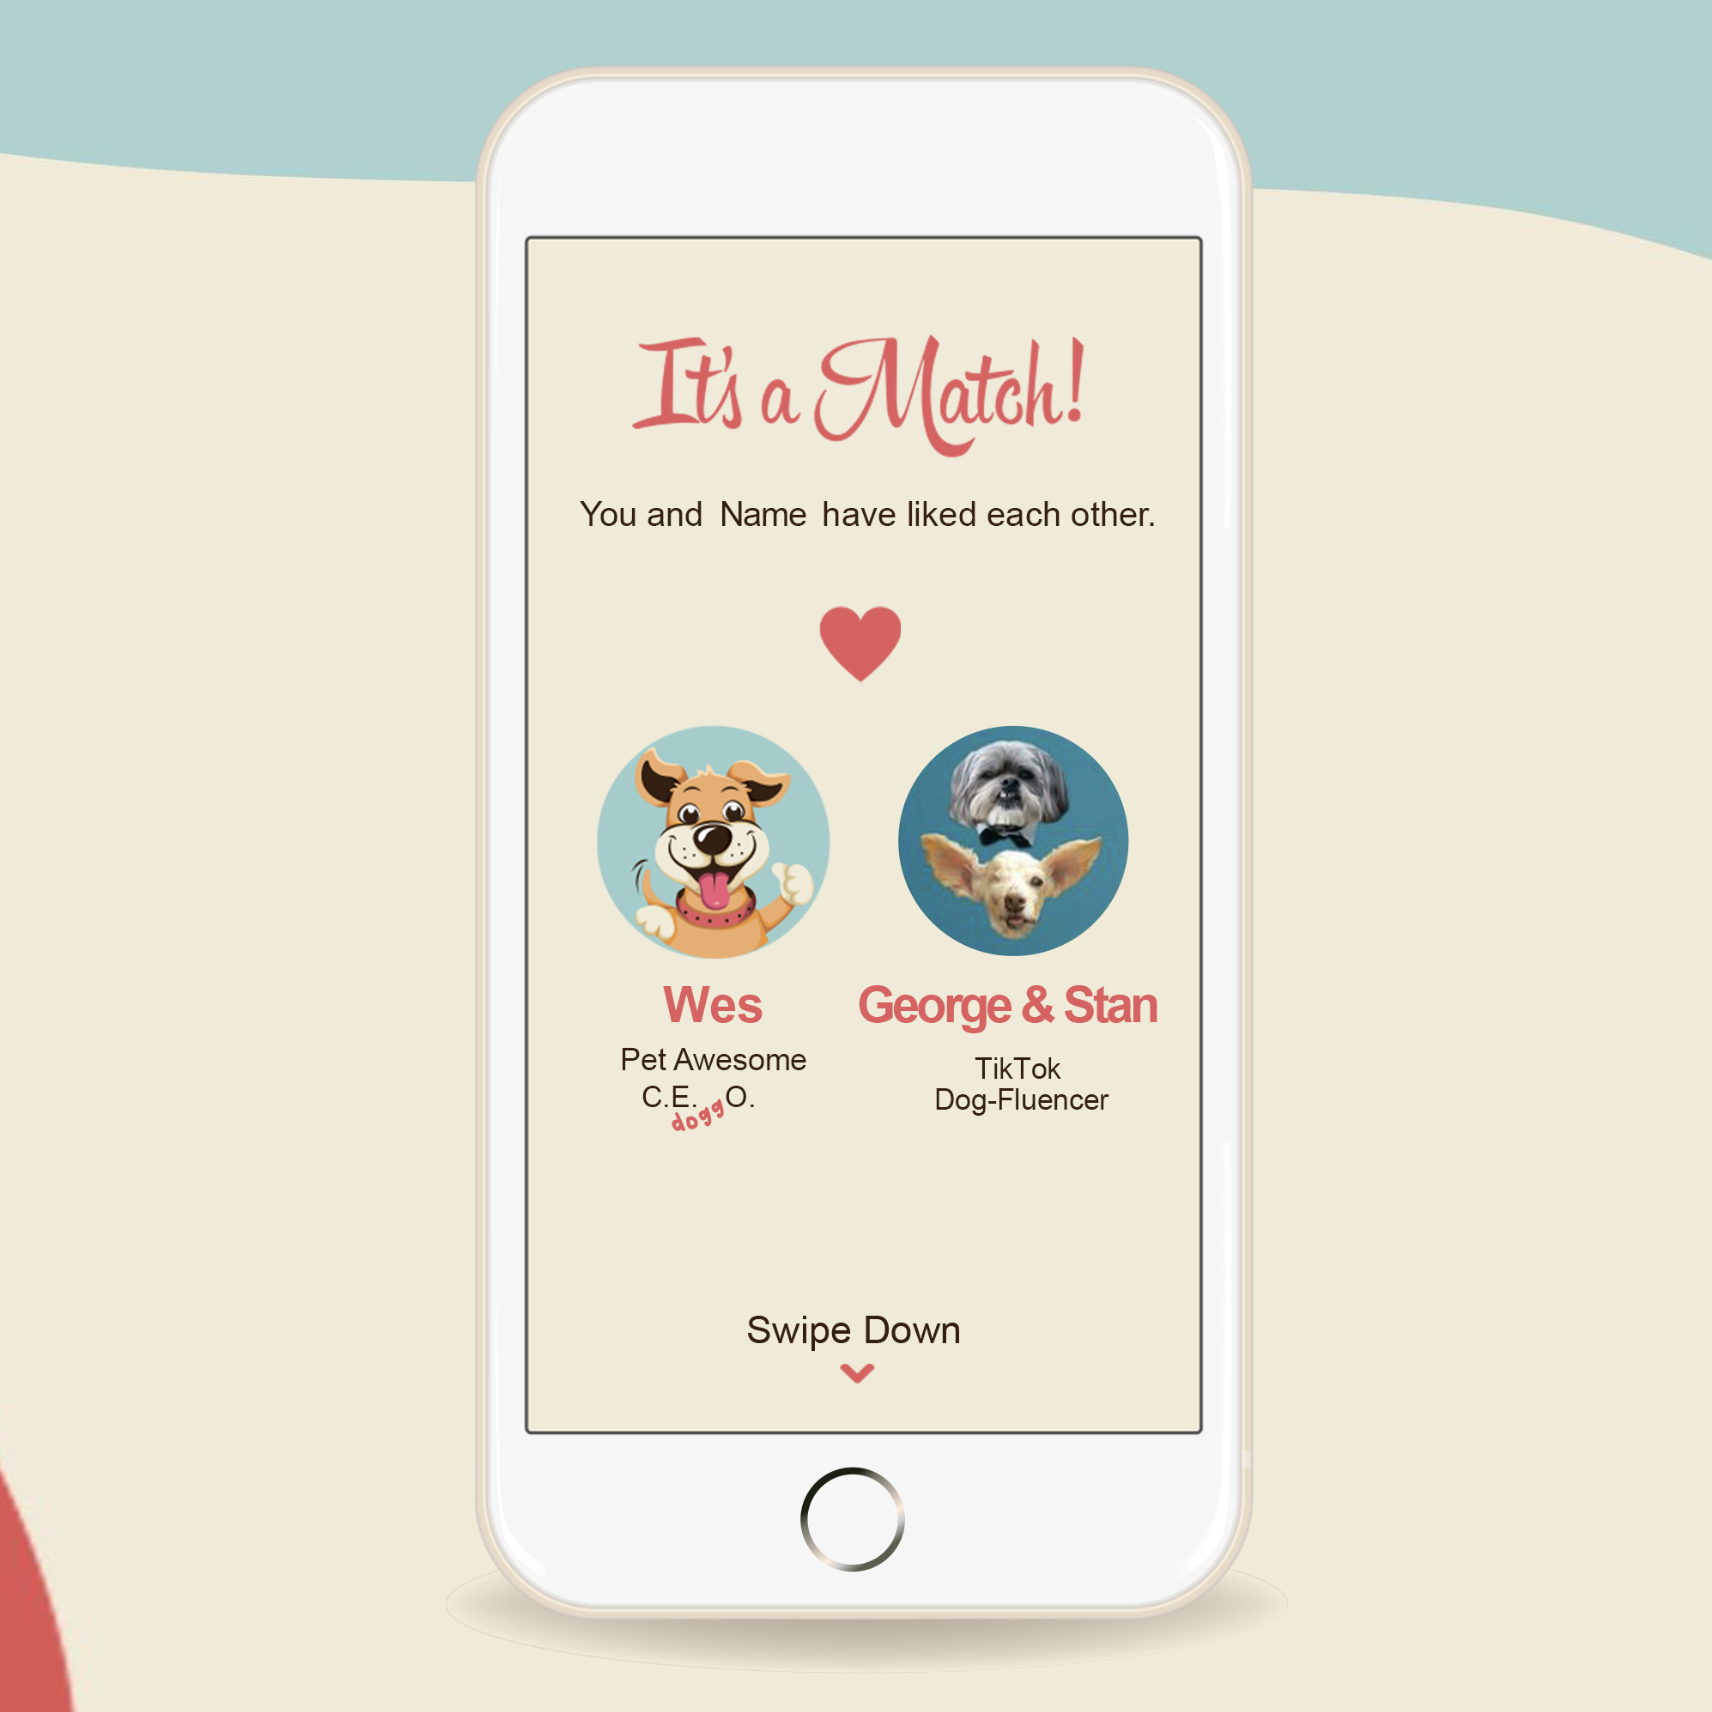 It's a Match!
You and Name have liked each other.
Wes
Pet Awesome
C.E.doggO.
George & Stan
TikTok
Dog-Fluencer
Swipe Down